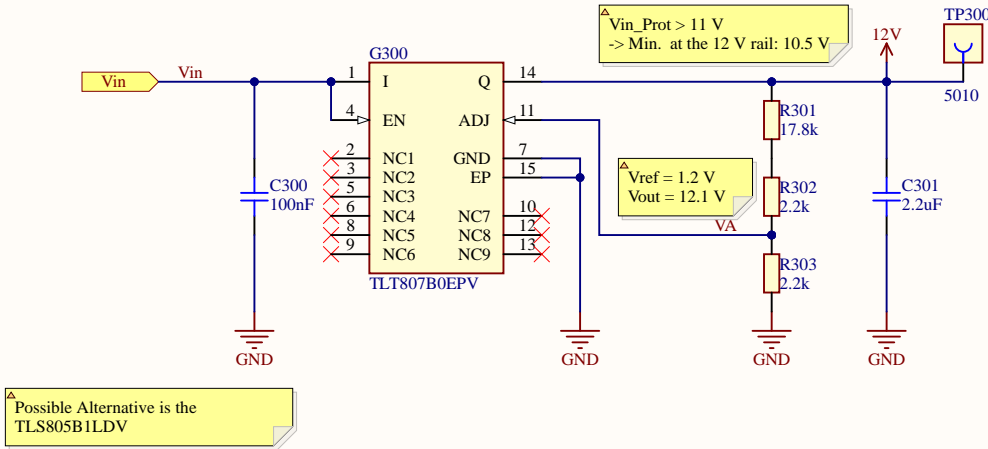 TP300
Vin_Prot > 11 V
-> Min.  at the 12 V rail: 10.5 V
12V
5010
G300
Vin
Vin
1
I
Q
14
4
EN
ADJ
11
2
NC1
GND
7
3
NC2
EP
15
5
NC3
6
NC4
NC7
10
8
NC5
NC8
12
9
NC6
NC9
13
TLT807B0EPV
C300
100nF
R301
17.8k
Vref = 1.2 V
Vout = 12.1 V
R302
2.2k
VA
R303
2.2k
C301
2.2uF
GND
GND
GND
GND
Possible Alternative is the
TLS805B1LDV